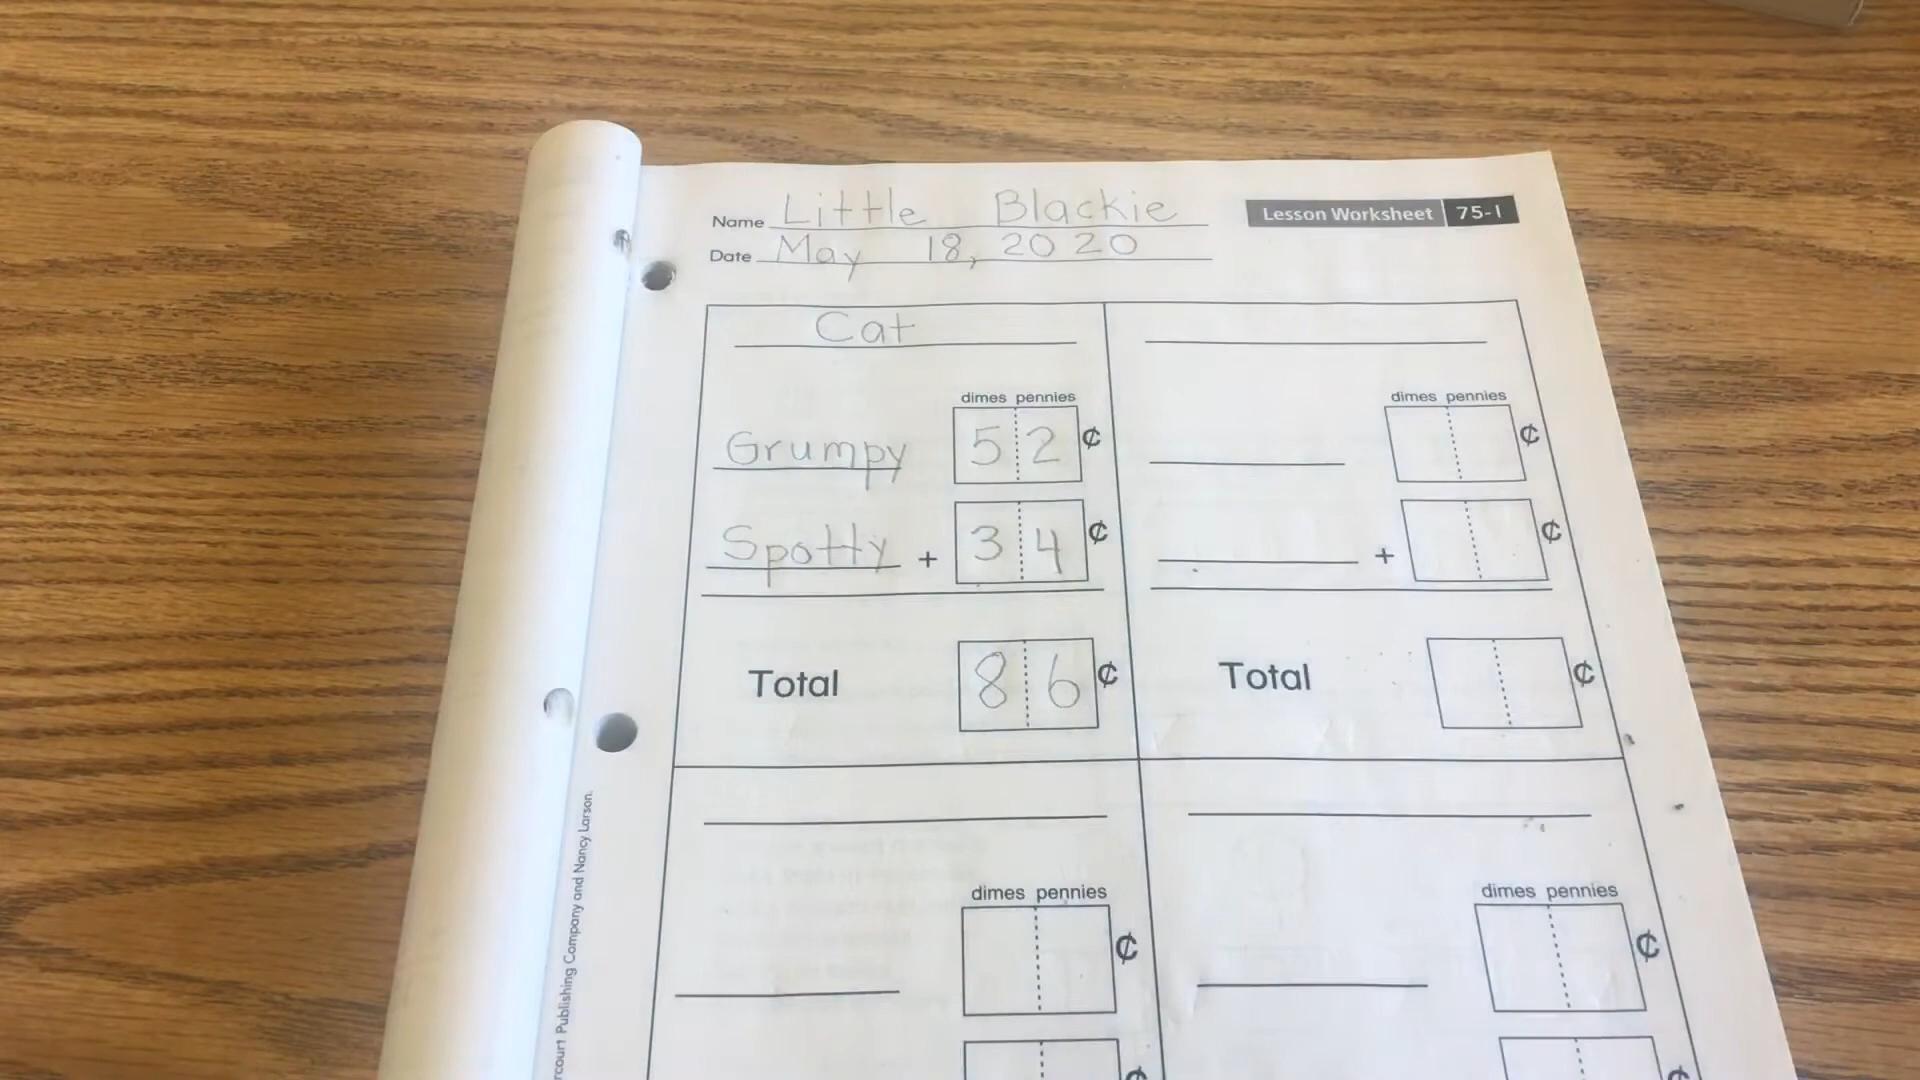 Name Little Blackie
Lesson Worksheet 75-1
Date May 18, 2020
Cat
dimes pennies
Grumpy 5 2 ¢
Spotty + 3 4 ¢
Total 8 6 ¢
dimes pennies
¢
+ ¢
Total ¢
dimes pennies
¢
¢
dimes pennies
¢
¢
rcourt Publishing Company and Nancy Larson.